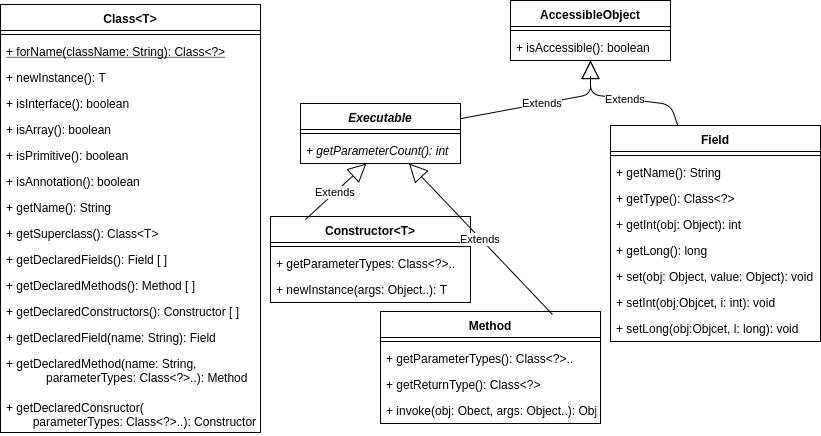 Class<T>
+ forName(className: String): Class<?>
+ newInstance(): T
+ isInterface(): boolean
+ isArray(): boolean
+ isPrimitive(): boolean
+ isAnnotation(): boolean
+ getName(): String
+ getSuperclass(): Class<T>
+ getDeclaredFields(): Field [ ]
+ getDeclaredMethods(): Method [ ]
+ getDeclaredConstructors(): Constructor [ ]
+ getDeclaredField(name: String): Field
+ getDeclaredMethod(name: String,
parameterTypes: Class<?>..): Method
+ getDeclaredConsructor(
parameterTypes: Class<?>..): Constructor
AccessibleObject
+ isAccessible(): boolean
Extends
Extends
Executable
+ getParameterCount(): int
Extends
Extends
Constructor<T>
+ getParameterTypes: Class<?>..
+ newInstance(args: Object..): T
Method
+ getParameterTypes(): Class<?>..
+ getReturnType(): Class<?>
+ invoke(obj: Obect, args: Object..): Obj
Field
+ getName(): String
+ getType(): Class<?>
+ getInt(obj: Object): int
+ getLong(): long
+ set(obj: Object, value: Object): void
+ setInt(obj:Objcet, i: int): void
+ setLong(obj:Objcet, l: long): void